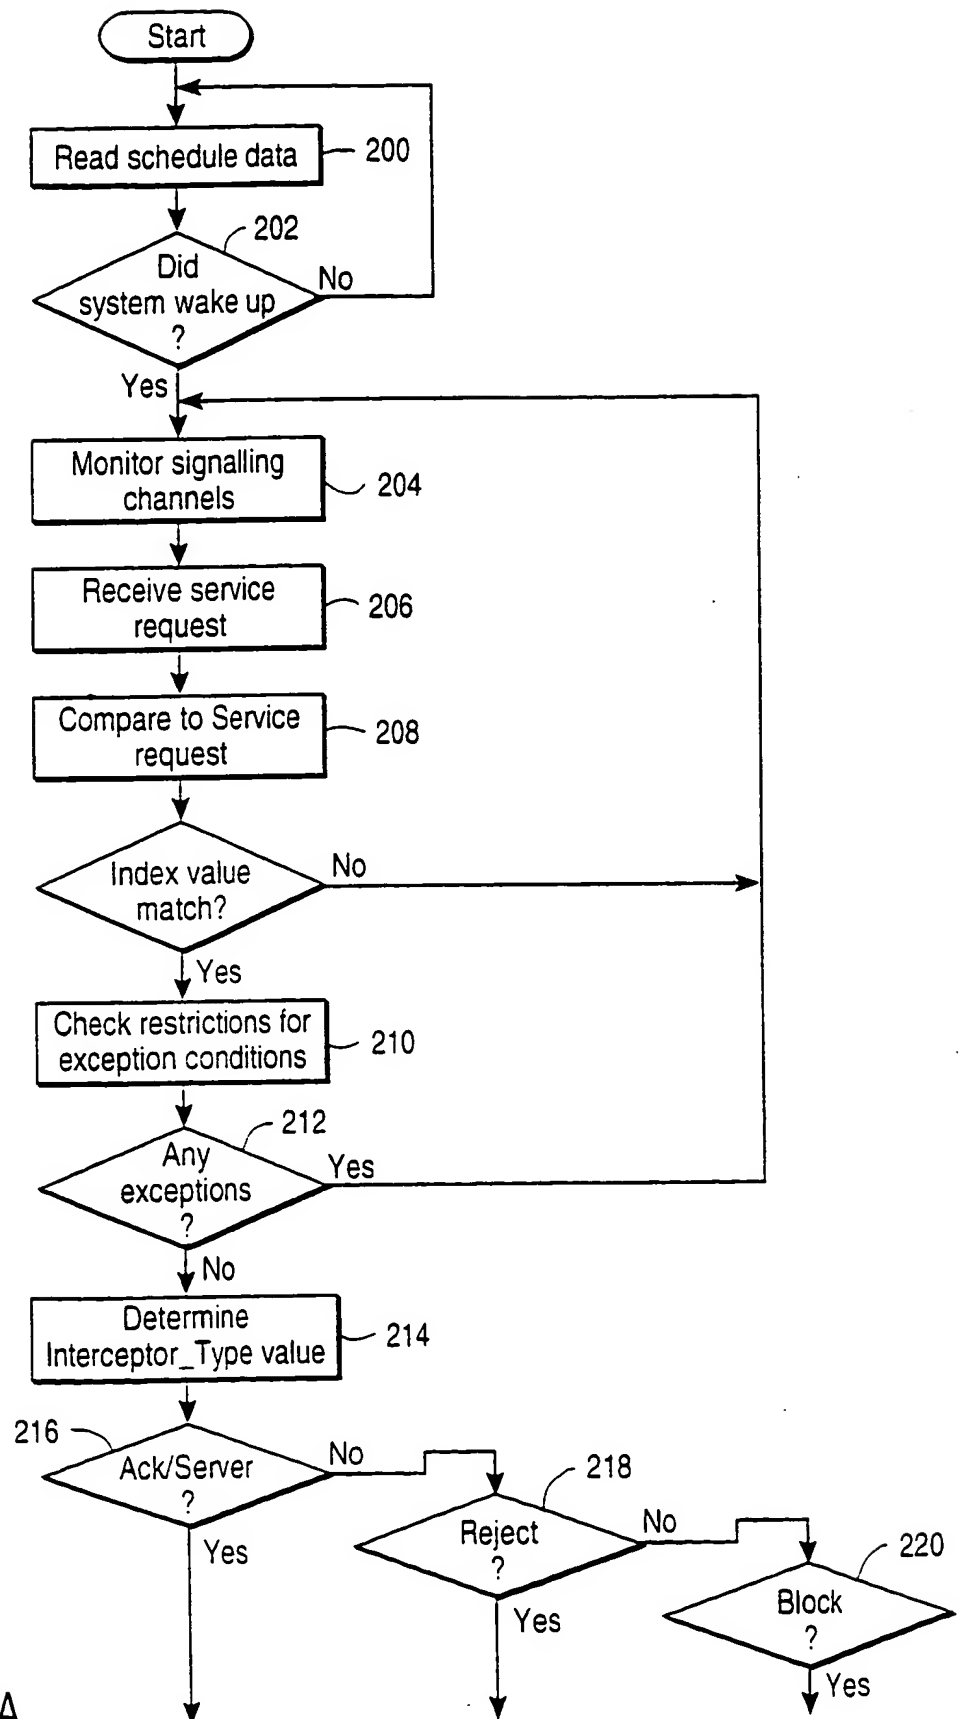 Start
Read schedule data
200
202
Did
system wake up
?
No
Yes
Monitor signalling
channels
204
Receive service
request
206
Compare to Service
request
208
Index value
match?
No
Yes
Check restrictions for
exception conditions
210
212
Any
exceptions
?
Yes
No
Determine
Interceptor_Type value
214
216
Ack/Server
?
No
Yes
218
Reject
?
No
Yes
220
Block
?
Yes